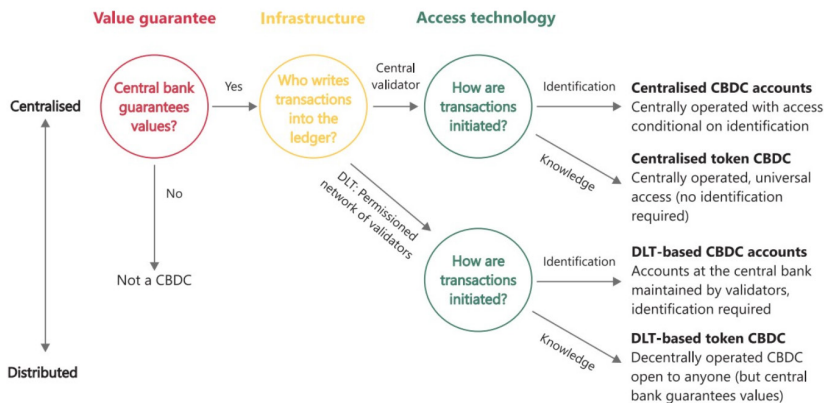 Value guarantee
Infrastructure
Access technology
Centralised
Central bank
guarantees
values?
Yes
Who writes
transactions
into the
ledger?
Central
validator
How are
transactions
initiated?
Identification
Centralised CBDC accounts
Centrally operated with access
conditional on identification
Knowledge
Centralised token CBDC
Centrally operated, universal
access (no identification
required)
No
Not a CBDC
DLT: Permissioned
network of validators
How are
transactions
initiated?
Identification
DLT-based CBDC accounts
Accounts at the central bank
maintained by validators,
identification required
Knowledge
DLT-based token CBDC
Decentrally operated CBDC
open to anyone (but central
bank guarantees values)
Distributed